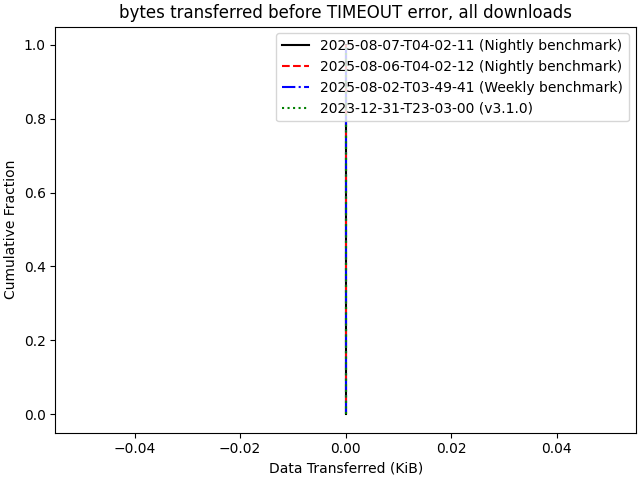 bytes transferred before TIMEOUT error, all downloads
1.0
0.8
0.6
0.4
0.2
0.0
Cumulative Fraction
2025-08-07-T04-02-11 (Nightly benchmark)
2025-08-06-T04-02-12 (Nightly benchmark)
2025-08-02-T03-49-41 (Weekly benchmark)
2023-12-31-T23-03-00 (v3.1.0)
−0.04
−0.02
0.00
0.02
0.04
Data Transferred (KiB)